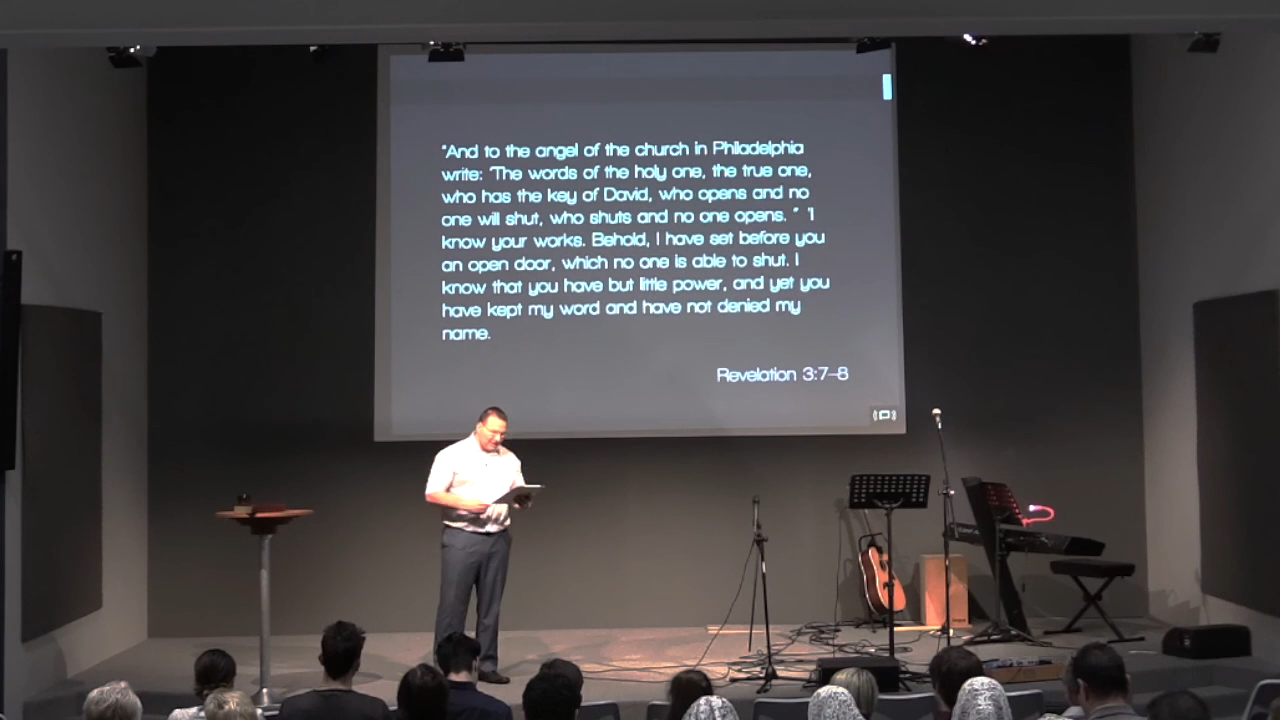 "And to the angel of the church in Philadelphia
write: 'The words of the holy one, the true one,
who has the key of David, who opens and no
one will shut, who shuts and no one opens. " 'I
know your works. Behold, I have set before you
an open door, which no one is able to shut. I
know that you have but little power, and yet you
have kept my word and have not denied my
name.
Revelation 3:7–8